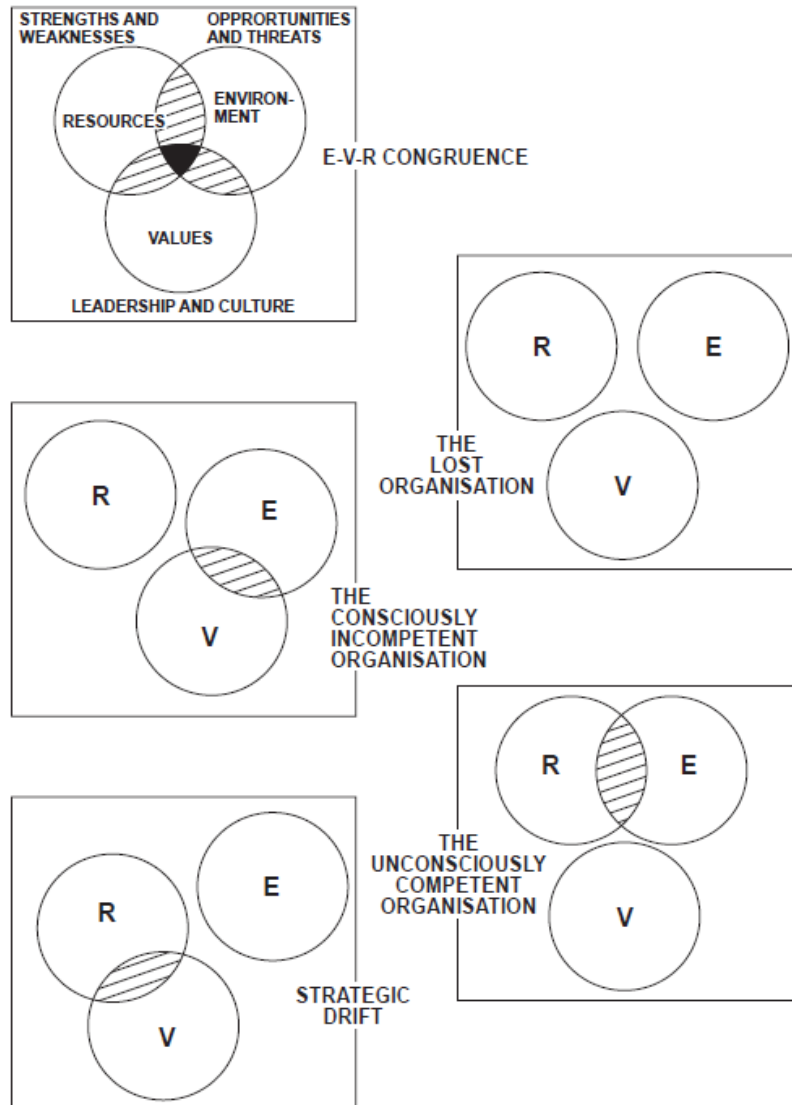 STRENGTHS AND
WEAKNESSES
OPPORTUNITIES
AND THREATS
RESOURCES
ENVIRON-
MENT
VALUES
LEADERSHIP AND CULTURE
E-V-R CONGRUENCE
R
E
V
THE
LOST
ORGANISATION
R
E
V
THE
CONSCIOUSLY
INCOMPETENT
ORGANISATION
R
E
V
THE
UNCONSCIOUSLY
COMPETENT
ORGANISATION
R
E
V
STRATEGIC
DRIFT